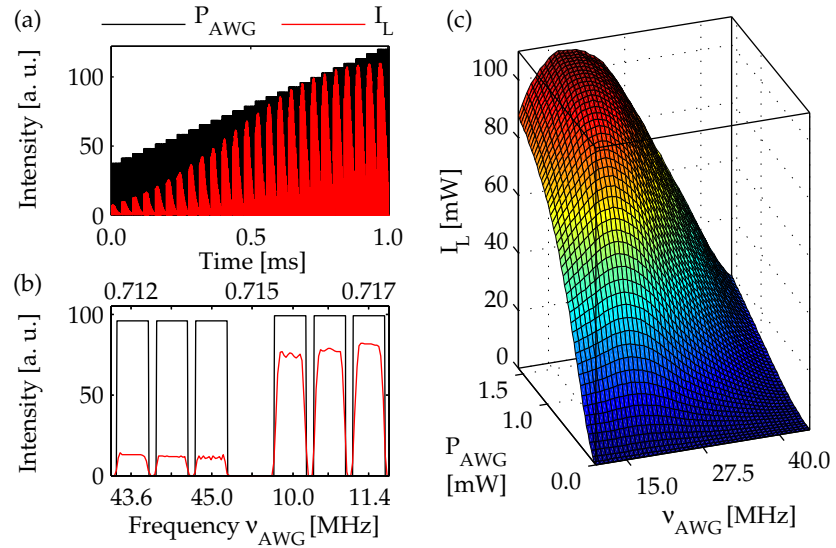 (a) P_AWG I_L
Intensity [a. u.]
100
50
0
0.0 0.5 1.0
Time [ms]
(b)
0.712 0.715 0.717
Intensity [a. u.]
100
50
0
43.6 45.0 10.0 11.4
Frequency ν_AWG [MHz]
(c)
I_L [mW]
100
80
60
40
20
0
1.5
1.0
0.0
P_AWG
[mW]
15.0 27.5 40.0
ν_AWG [MHz]